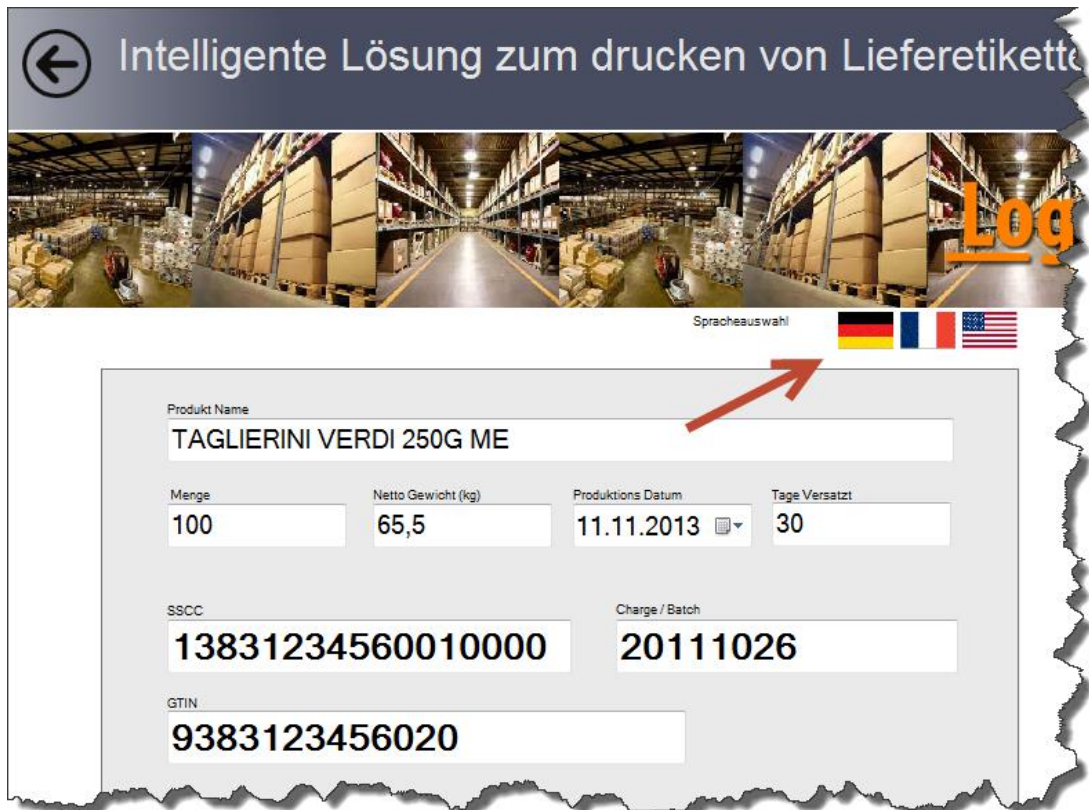 Intelligente Lösung zum drucken von Lieferetikette
Log
Spracheauswahl
Produkt Name
TAGLIERINI VERDI 250G ME
Menge
Netto Gewicht (kg)
Produktions Datum
Tage Versatzt
100
65,5
11.11.2013
30
SSCC
Charge / Batch
13831234560010000
20111026
GTIN
9383123456020